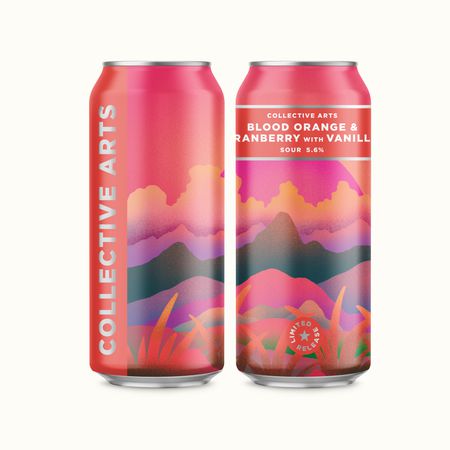 COLLECTIVE ARTS
COLLECTIVE ARTS
BLOOD ORANGE &
RANBERRY WITH VANILL
SOUR 5.6%
LIMITED
RELEASE